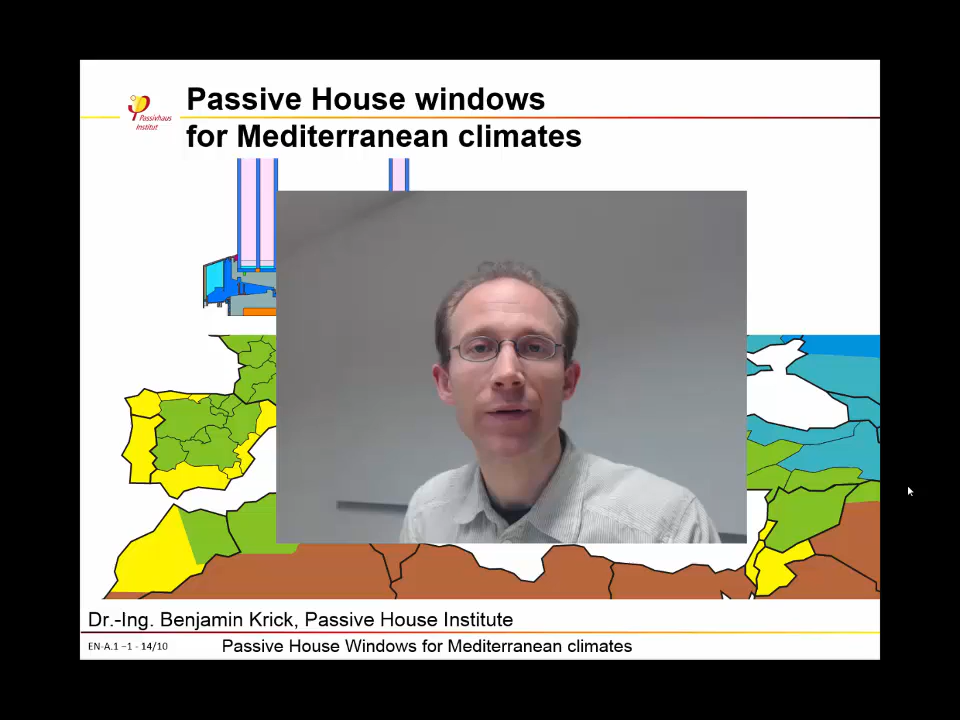 Passive House windows
for Mediterranean climates
Passivhaus
Institut
Dr.-Ing. Benjamin Krick, Passive House Institute
EN-A.1 –1 - 14/10
Passive House Windows for Mediterranean climates